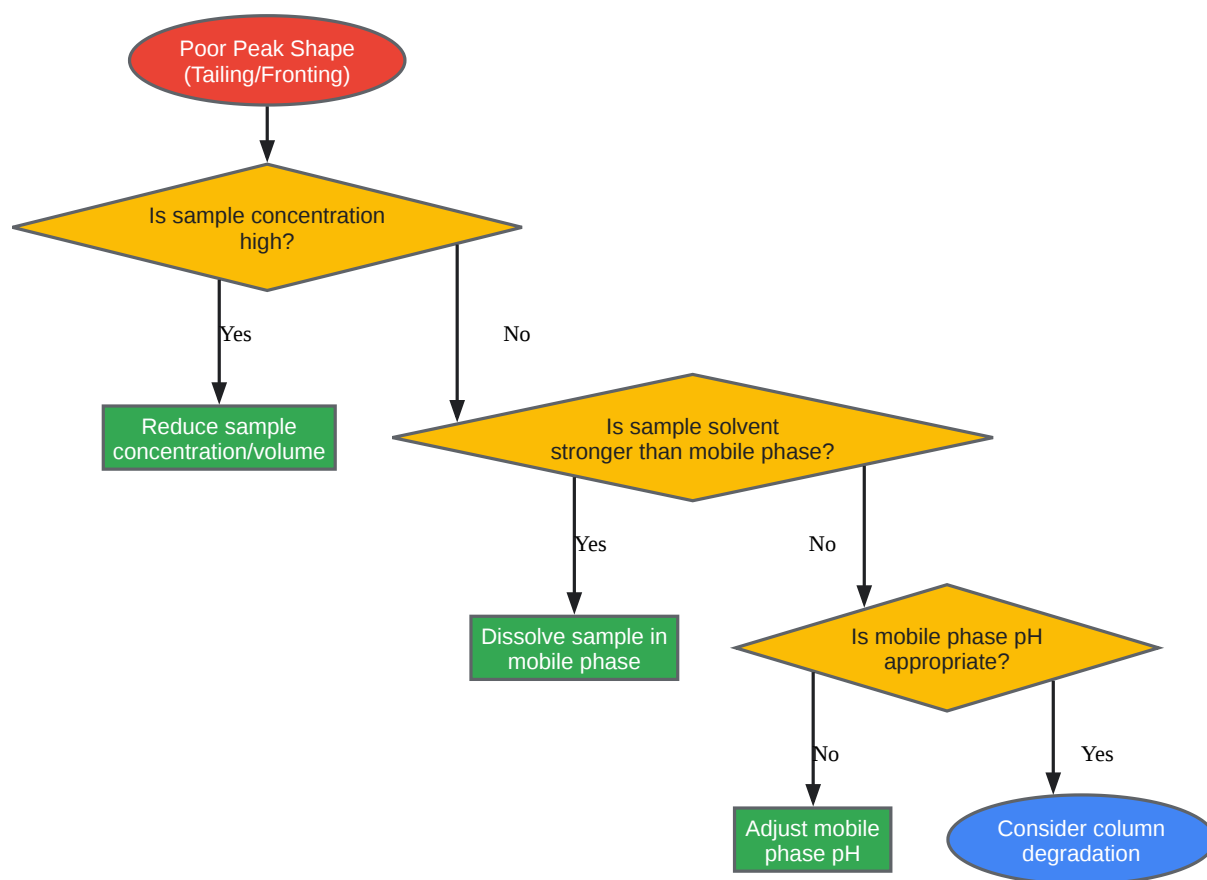 Poor Peak Shape
(Tailing/Fronting)
Is sample concentration
high?
Yes
No
Reduce sample
concentration/volume
Is sample solvent
stronger than mobile phase?
Yes
No
Dissolve sample in
mobile phase
Is mobile phase pH
appropriate?
No
Yes
Adjust mobile
phase pH
Consider column
degradation